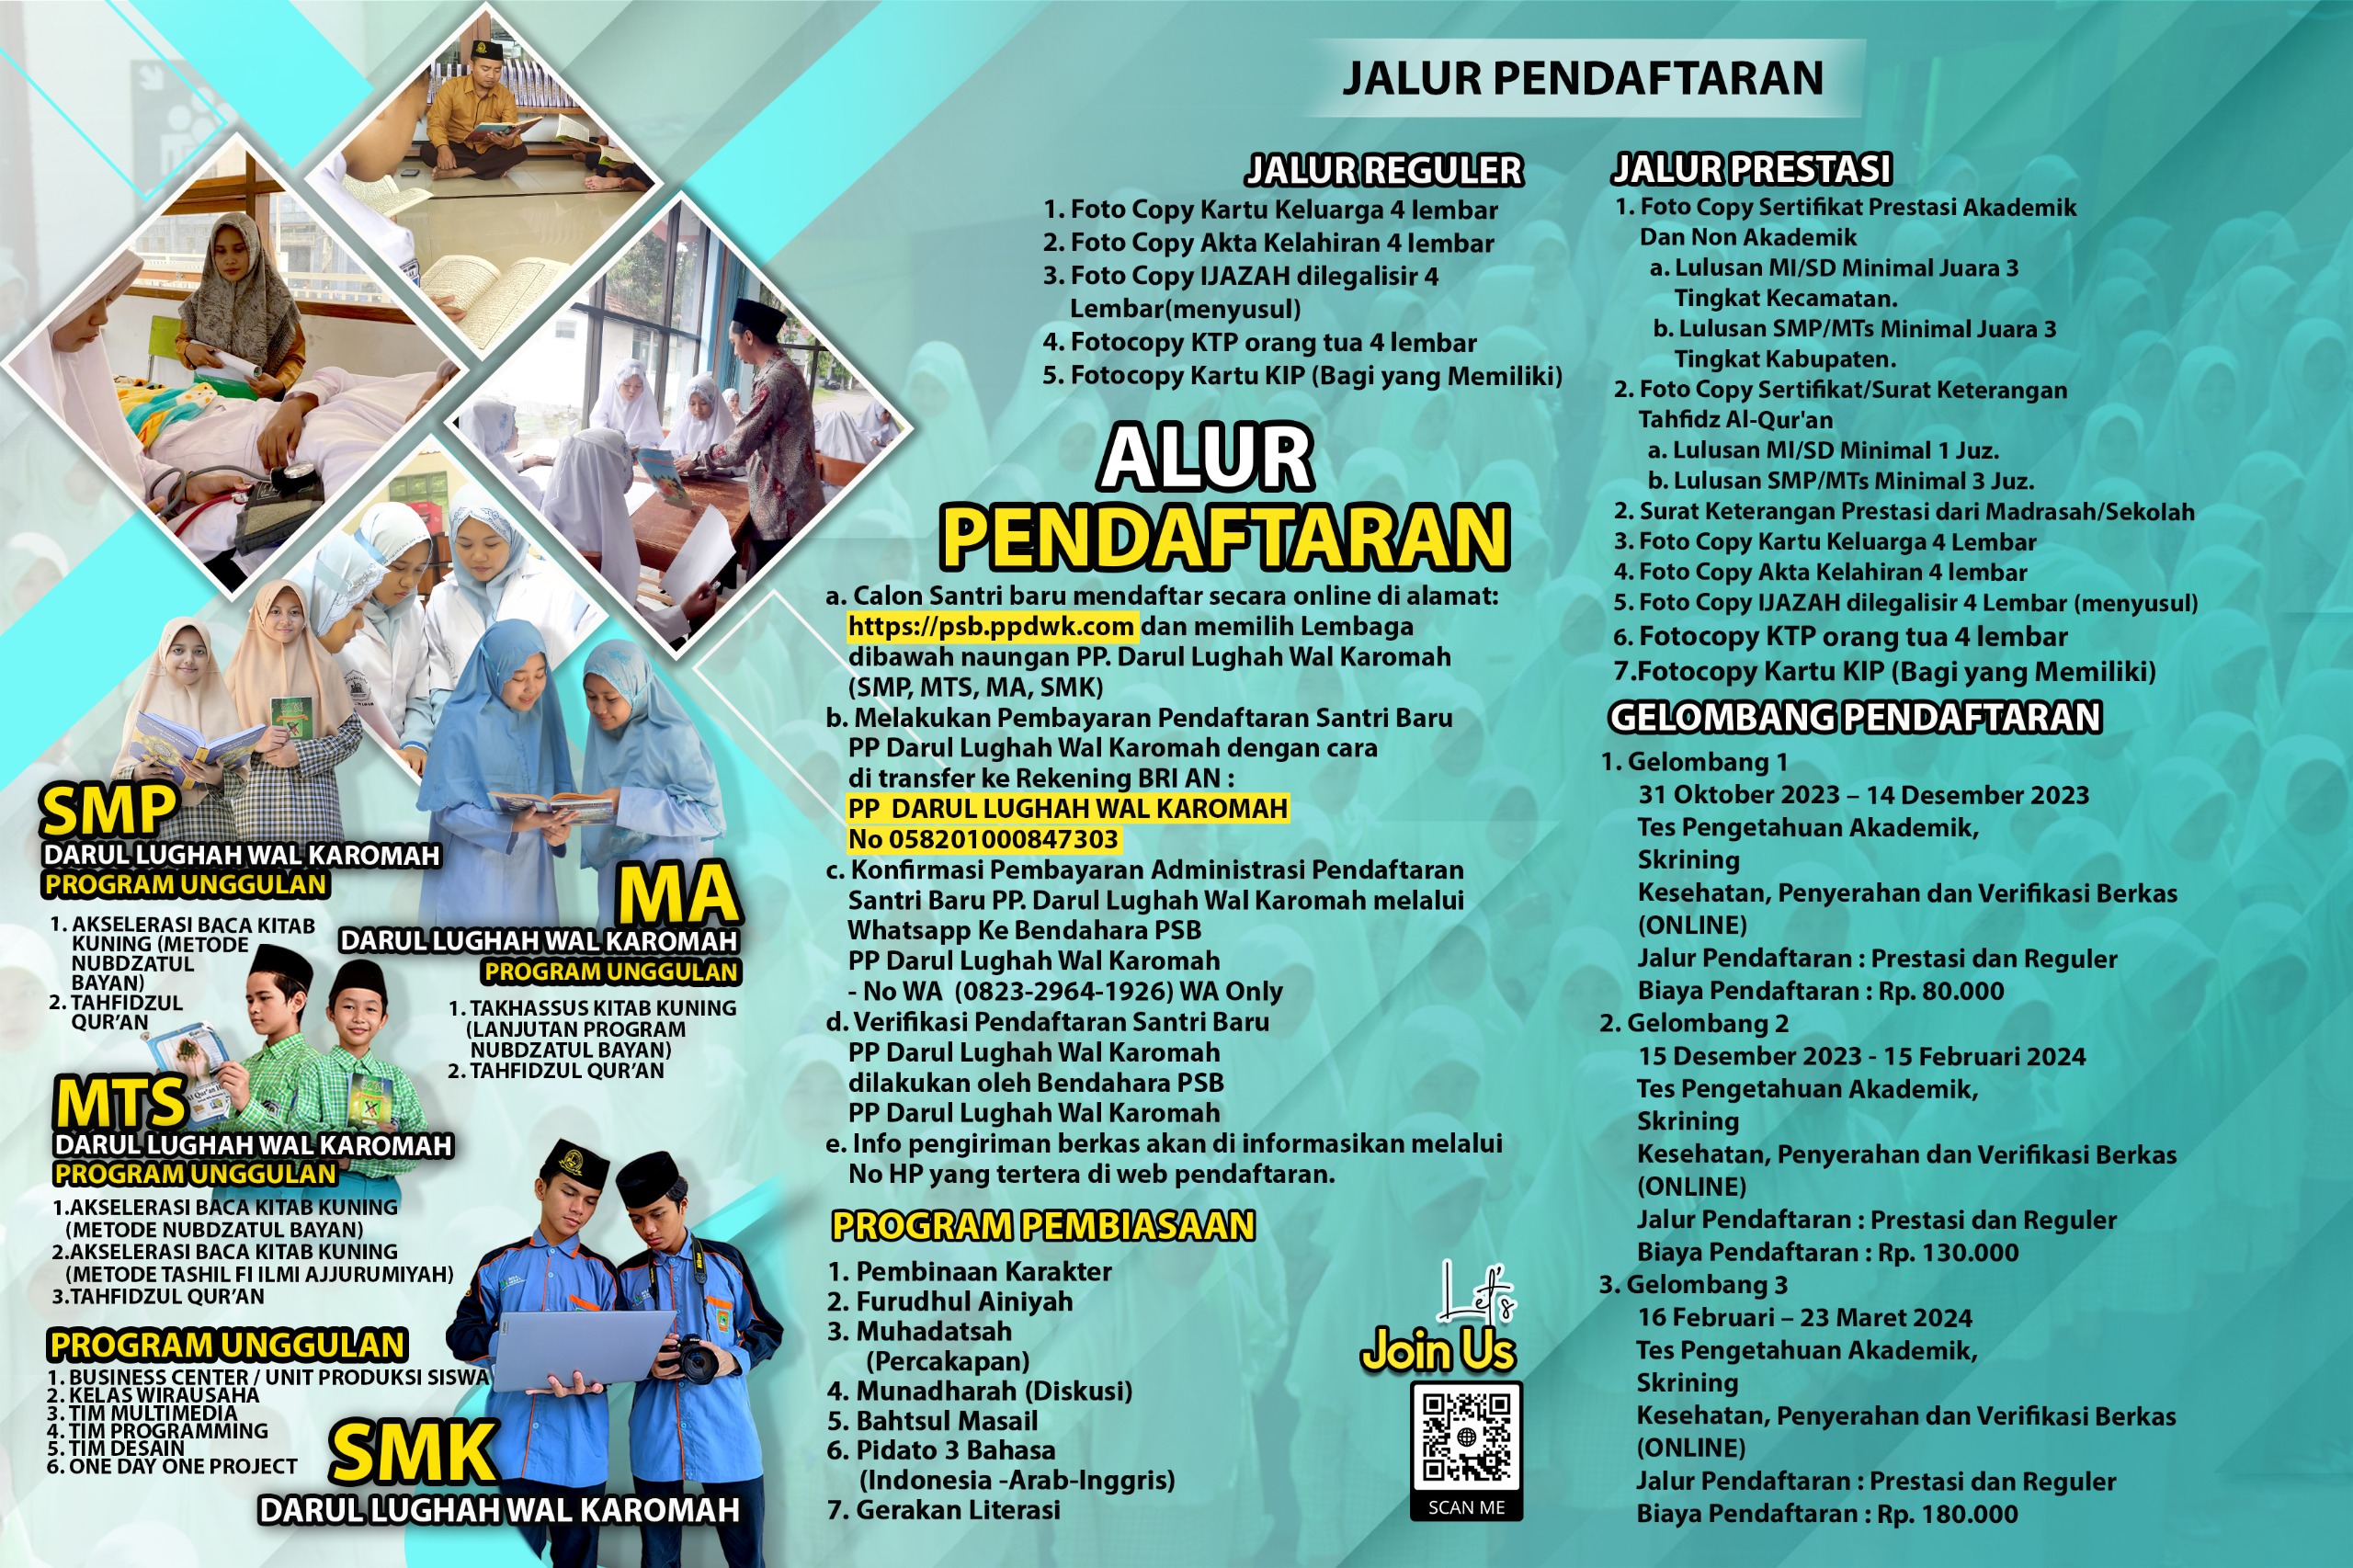 JALUR PENDAFTARAN
JALUR REGULER
1. Foto Copy Kartu Keluarga 4 lembar
2. Foto Copy Akta Kelahiran 4 lembar
3. Foto Copy IJAZAH dilegalisir 4
Lembar(menyusul)
4. Fotocopy KTP orang tua 4 lembar
5. Fotocopy Kartu KIP (Bagi yang Memiliki)
JALUR PRESTASI
1. Foto Copy Sertifikat Prestasi Akademik
Dan Non Akademik
a. Lulusan MI/SD Minimal Juara 3
Tingkat Kecamatan.
b. Lulusan SMP/MTs Minimal Juara 3
Tingkat Kabupaten.
2. Foto Copy Sertifikat/Surat Keterangan
Tahfidz Al-Qur'an
a. Lulusan MI/SD Minimal 1 Juz.
b. Lulusan SMP/MTs Minimal 3 Juz.
2. Surat Keterangan Prestasi dari Madrasah/Sekolah
3. Foto Copy Kartu Keluarga 4 Lembar
4. Foto Copy Akta Kelahiran 4 lembar
5. Foto Copy IJAZAH dilegalisir 4 Lembar (menyusul)
6. Fotocopy KTP orang tua 4 lembar
7.Fotocopy Kartu KIP (Bagi yang Memiliki)
GELOMBANG PENDAFTARAN
1. Gelombang 1
31 Oktober 2023 – 14 Desember 2023
Tes Pengetahuan Akademik,
Skrining
Kesehatan, Penyerahan dan Verifikasi Berkas
(ONLINE)
Jalur Pendaftaran : Prestasi dan Reguler
Biaya Pendaftaran : Rp. 80.000
2. Gelombang 2
15 Desember 2023 - 15 Februari 2024
Tes Pengetahuan Akademik,
Skrining
Kesehatan, Penyerahan dan Verifikasi Berkas
(ONLINE)
Jalur Pendaftaran : Prestasi dan Reguler
Biaya Pendaftaran : Rp. 130.000
3. Gelombang 3
16 Februari – 23 Maret 2024
Tes Pengetahuan Akademik,
Skrining
Kesehatan, Penyerahan dan Verifikasi Berkas
(ONLINE)
Jalur Pendaftaran : Prestasi dan Reguler
Biaya Pendaftaran : Rp. 180.000
ALUR
PENDAFTARAN
a. Calon Santri baru mendaftar secara online di alamat:
https://psb.ppdwk.com dan memilih Lembaga
dibawah naungan PP. Darul Lughah Wal Karomah
(SMP, MTS, MA, SMK)
b. Melakukan Pembayaran Pendaftaran Santri Baru
PP Darul Lughah Wal Karomah dengan cara
di transfer ke Rekening BRI AN :
PP DARUL LUGHAH WAL KAROMAH
No 058201000847303
c. Konfirmasi Pembayaran Administrasi Pendaftaran
Santri Baru PP. Darul Lughah Wal Karomah melalui
Whatsapp Ke Bendahara PSB
PP Darul Lughah Wal Karomah
- No WA (0823-2964-1926) WA Only
d. Verifikasi Pendaftaran Santri Baru
PP Darul Lughah Wal Karomah
dilakukan oleh Bendahara PSB
PP Darul Lughah Wal Karomah
e. Info pengiriman berkas akan di informasikan melalui
No HP yang tertera di web pendaftaran.
PROGRAM PEMBIASAAN
1. Pembinaan Karakter
2. Furudhul Ainiyah
3. Muhadatsah
(Percakapan)
4. Munadharah (Diskusi)
5. Bahtsul Masail
6. Pidato 3 Bahasa
(Indonesia -Arab-Inggris)
7. Gerakan Literasi
Let's
Join Us
SCAN ME
SMP
DARUL LUGHAH WAL KAROMAH
PROGRAM UNGGULAN
1. AKSELERASI BACA KITAB
KUNING (METODE
NUBDZATUL
BAYAN)
2. TAHFIDZUL
QUR'AN
MA
DARUL LUGHAH WAL KAROMAH
PROGRAM UNGGULAN
1. TAKHASSUS KITAB KUNING
(LANJUTAN PROGRAM
NUBDZATUL BAYAN)
2. TAHFIDZUL QUR'AN
MTS
DARUL LUGHAH WAL KAROMAH
PROGRAM UNGGULAN
1.AKSELERASI BACA KITAB KUNING
(METODE NUBDZATUL BAYAN)
2.AKSELERASI BACA KITAB KUNING
(METODE TASHIL FI ILMI AJJURUMIYAH)
3.TAHFIDZUL QUR'AN
PROGRAM UNGGULAN
1. BUSINESS CENTER / UNIT PRODUKSI SISWA
2. KELAS WIRAUSAHA
3. TIM MULTIMEDIA
4. TIM PROGRAMMING
5. TIM DESAIN
6. ONE DAY ONE PROJECT
SMK
DARUL LUGHAH WAL KAROMAH